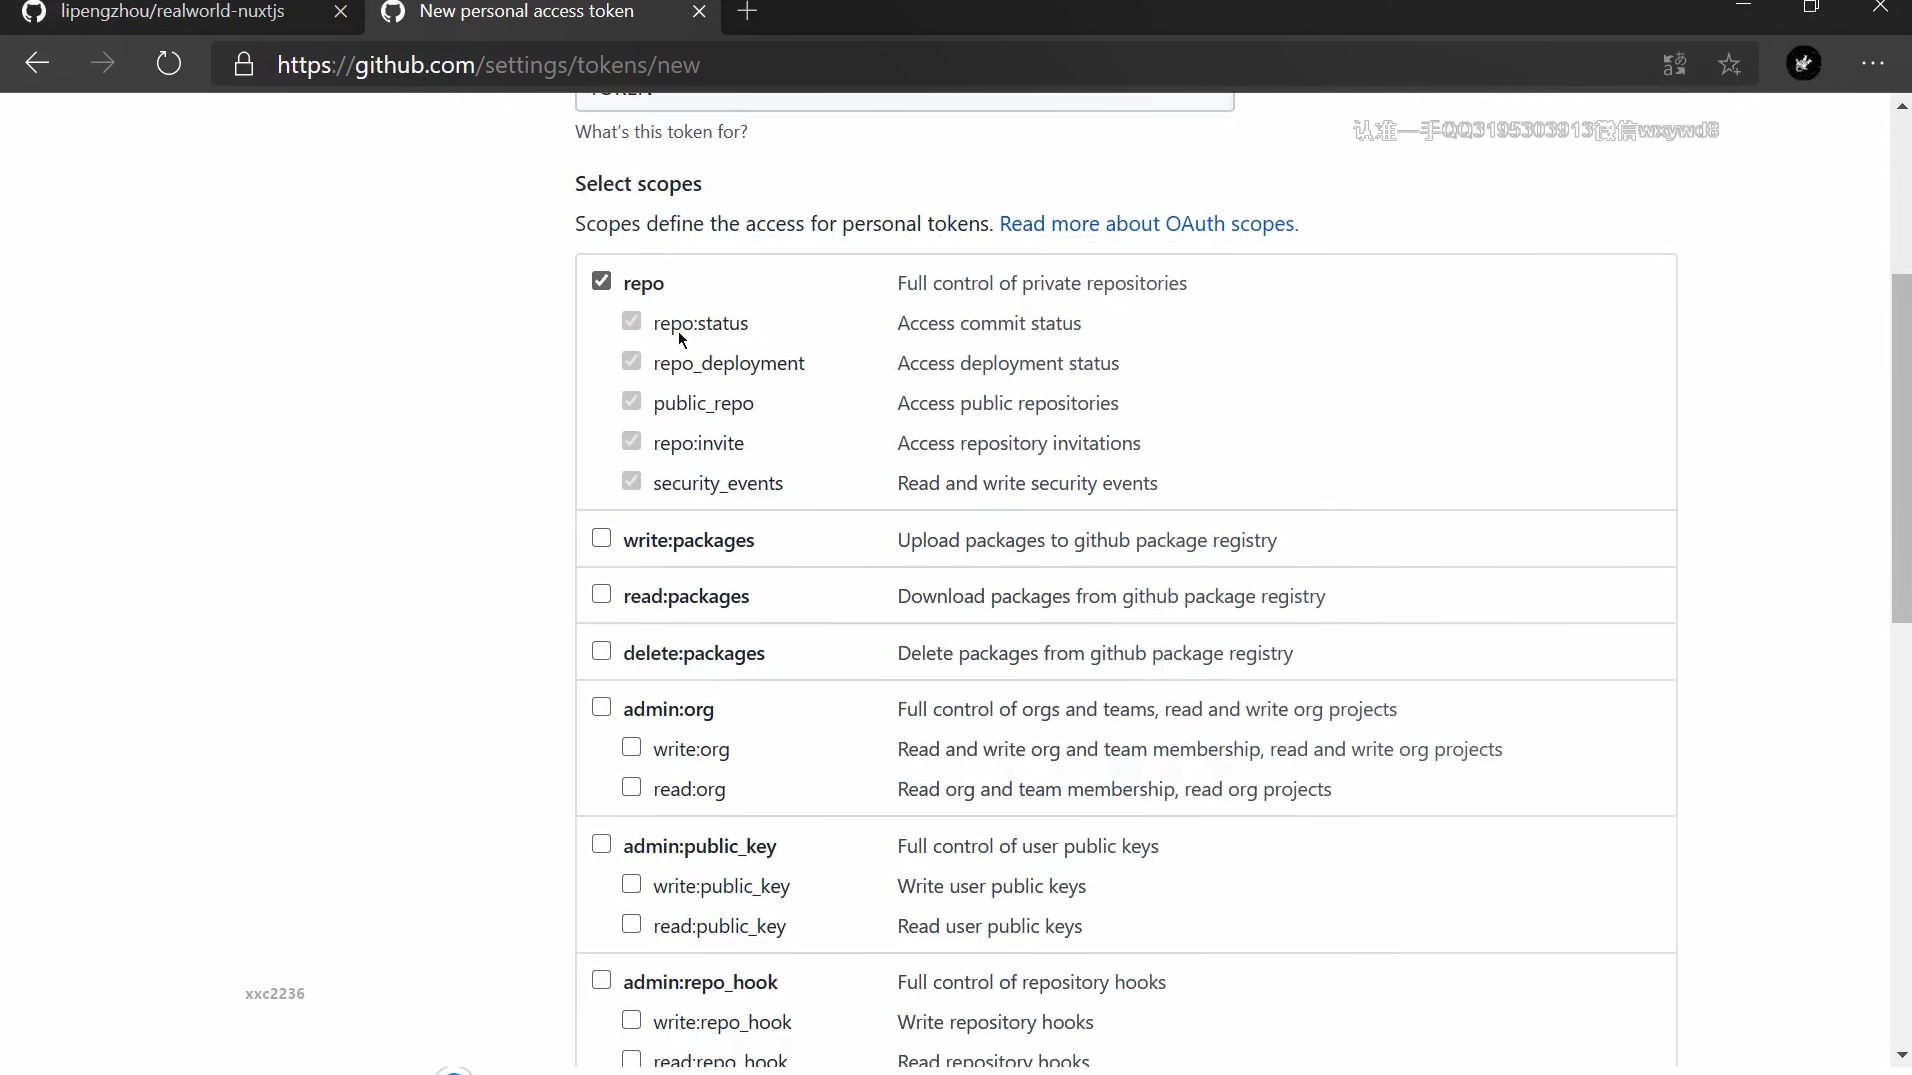 lipengzhou/realworld-nuxtjs
New personal access token
https://github.com/settings/tokens/new
TOKEN
What's this token for?
认准一手QQ3195303913微信wxywd8
Select scopes
Scopes define the access for personal tokens. Read more about OAuth scopes.
repo Full control of private repositories
repo:status Access commit status
repo_deployment Access deployment status
public_repo Access public repositories
repo:invite Access repository invitations
security_events Read and write security events
write:packages Upload packages to github package registry
read:packages Download packages from github package registry
delete:packages Delete packages from github package registry
admin:org Full control of orgs and teams, read and write org projects
write:org Read and write org and team membership, read and write org projects
read:org Read org and team membership, read org projects
admin:public_key Full control of user public keys
write:public_key Write user public keys
read:public_key Read user public keys
admin:repo_hook Full control of repository hooks
xxc2236
write:repo_hook Write repository hooks
read:repo_hook Read repository hooks